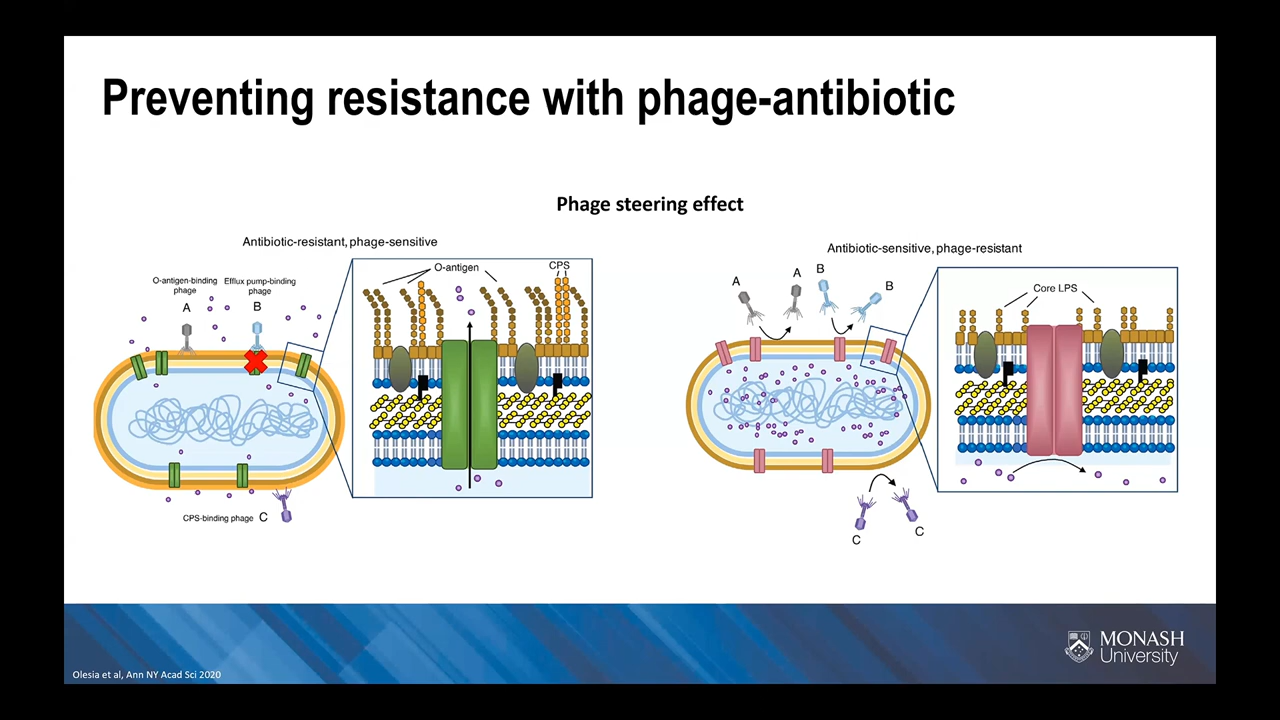 Preventing resistance with phage-antibiotic
Phage steering effect
Antibiotic-resistant, phage-sensitive
O-antigen-binding
phage
Efflux pump-binding
phage
A
B
O-antigen
CPS
CPS-binding phage
C
Antibiotic-sensitive, phage-resistant
A
A
B
B
Core LPS
C
C
MONASH
University
Olesia et al, Ann NY Acad Sci 2020